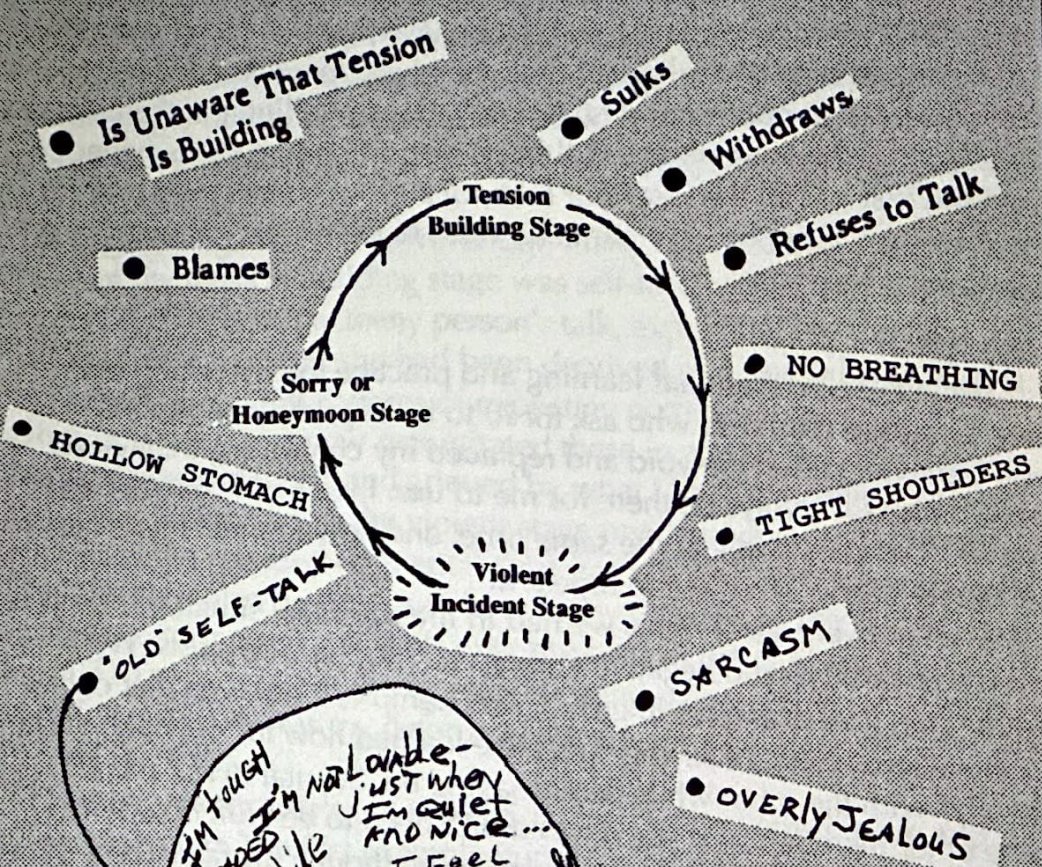 ● Is Unaware That Tension
Is Building
● Sulks
● Withdraws,
● Refuses to Talk
● Blames
Tension
Building Stage
● NO BREATHING
Sorry or
Honeymoon Stage
● HOLLOW STOMACH
● TIGHT SHOULDERS
Violent
Incident Stage
● "OLD" SELF-TALK
● SARCASM
● OVERLY JEALOUS
I'M TOUGH
I'M NOT Lovable-
JUST when
I'm Quiet
AND NICE...
I FEEL